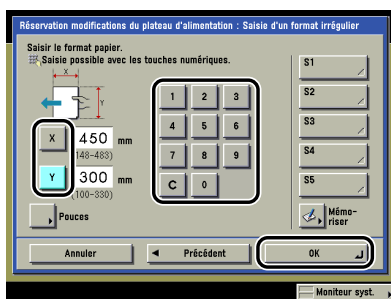 Réservation modifications du plateau d'alimentation : Saisie d'un format irrégulier
Saisir le format papier.
Saisie possible avec les touches numériques.
X
Y
X 450 mm
(148-483)
Y 300 mm
(100-330)
Pouces
1 2 3
4 5 6
7 8 9
C 0
S1
S2
S3
S4
S5
Mémo-
riser
Annuler
Précédent
OK
Moniteur syst.